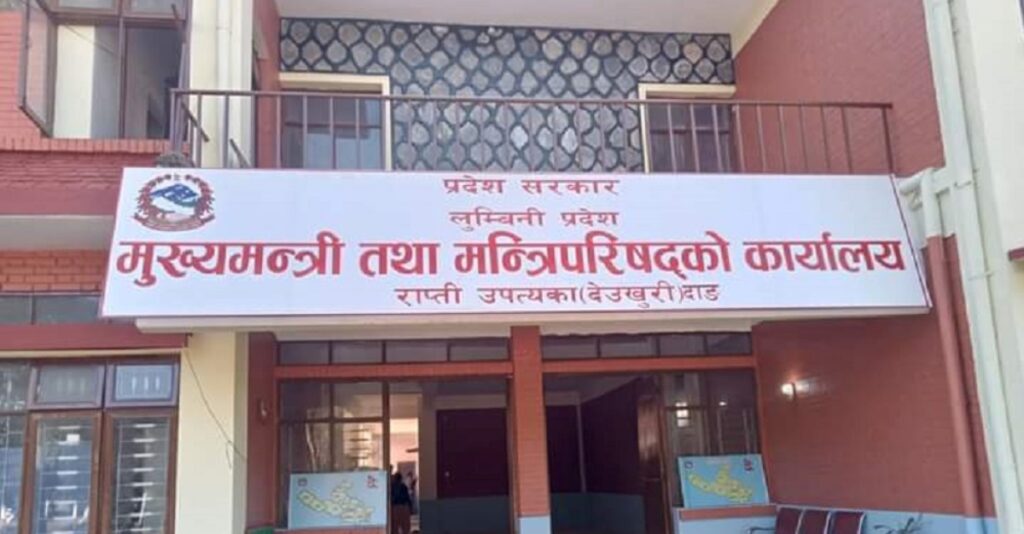 प्रदेश सरकार
लुम्बिनी प्रदेश
मुख्यमन्त्री तथा मन्त्रिपरिषद्को कार्यालय
राप्ती उपत्यका(देउखुरी)दाङ